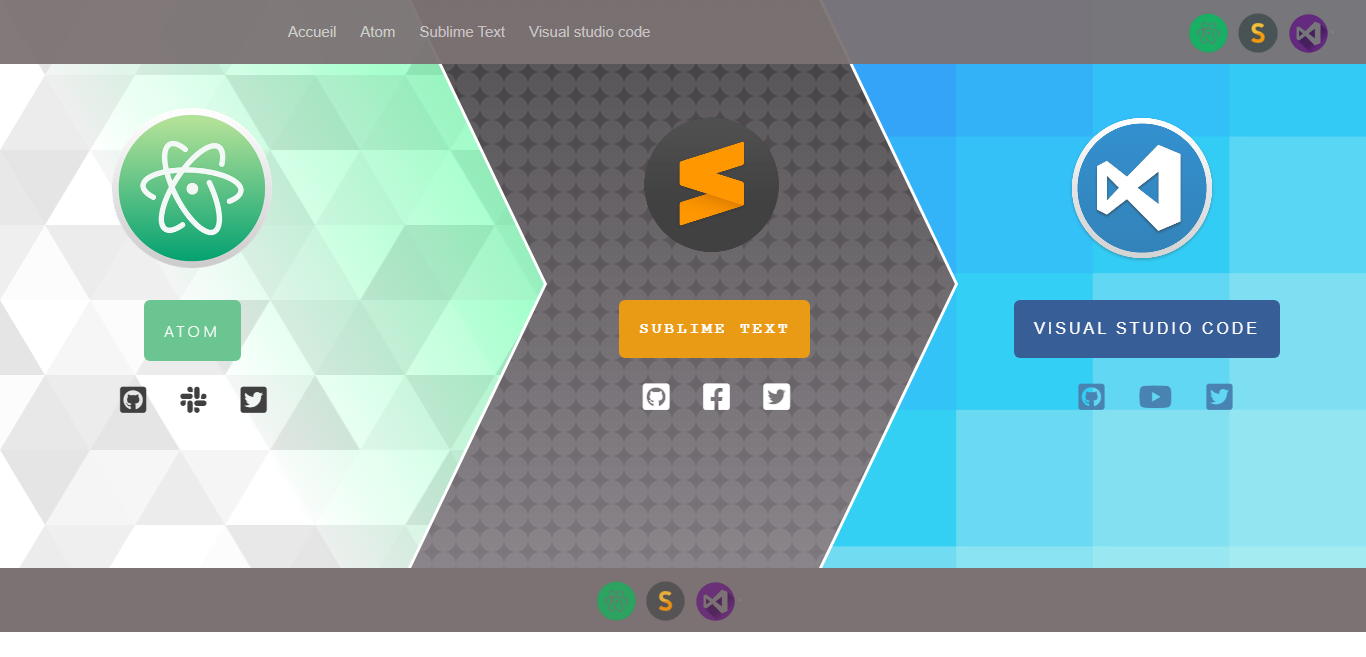 Accueil Atom Sublime Text Visual studio code
S
ATOM
SUBLIME TEXT
VISUAL STUDIO CODE
S